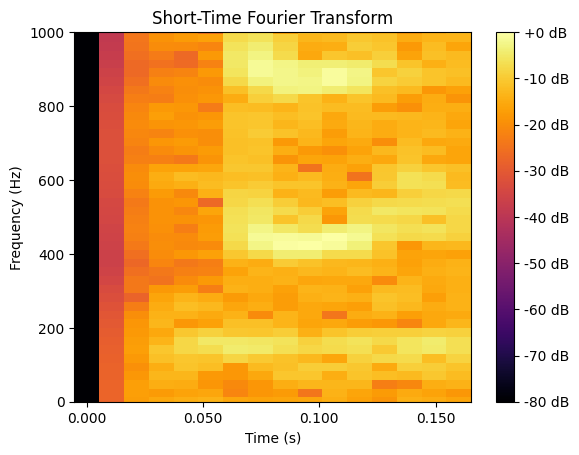 Short-Time Fourier Transform
Frequency (Hz)
1000
800
600
400
200
0
0.000
0.050
0.100
0.150
Time (s)
+0 dB
-10 dB
-20 dB
-30 dB
-40 dB
-50 dB
-60 dB
-70 dB
-80 dB